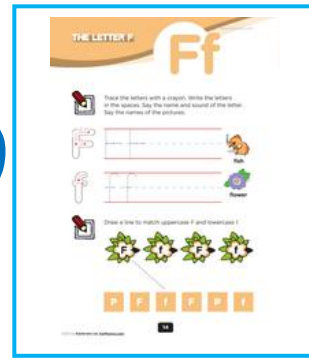 THE LETTER F
Ff
Trace the letters with a crayon. Write the letters
in the spaces. Say the name and sound of the letter.
Say the names of the pictures.
F
fish
f
flower
Draw a line to match uppercase F and lowercase f.
F f F f
P F f F P f
14